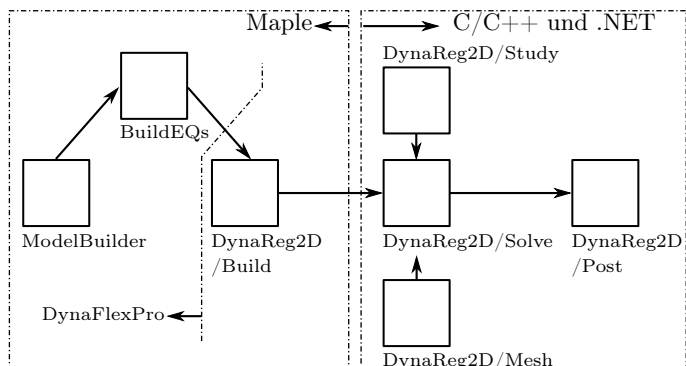 Maple
C/C++ und .NET
DynaReg2D/Study
BuildEQs
ModelBuilder
DynaReg2D
/Build
DynaReg2D/Solve
DynaReg2D
/Post
DynaFlexPro
DynaReg2D/Mesh